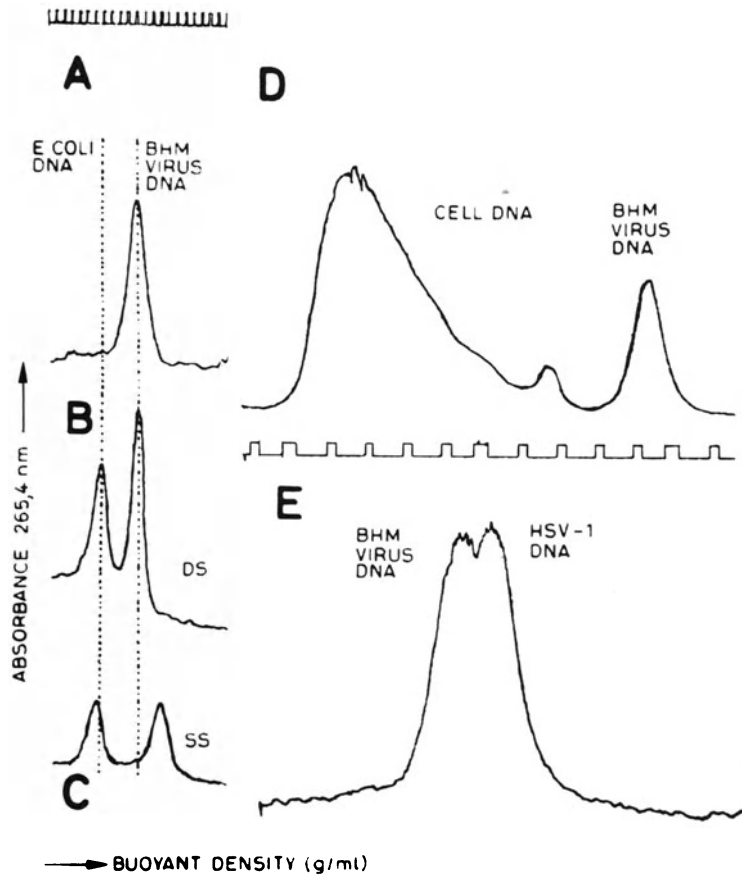 A
D
E COLI
DNA
BHM
VIRUS
DNA
CELL DNA
BHM
VIRUS
DNA
ABSORBANCE 265,4 nm
B
DS
E
BHM
VIRUS
DNA
HSV-1
DNA
SS
C
BUOYANT DENSITY (g/ml)